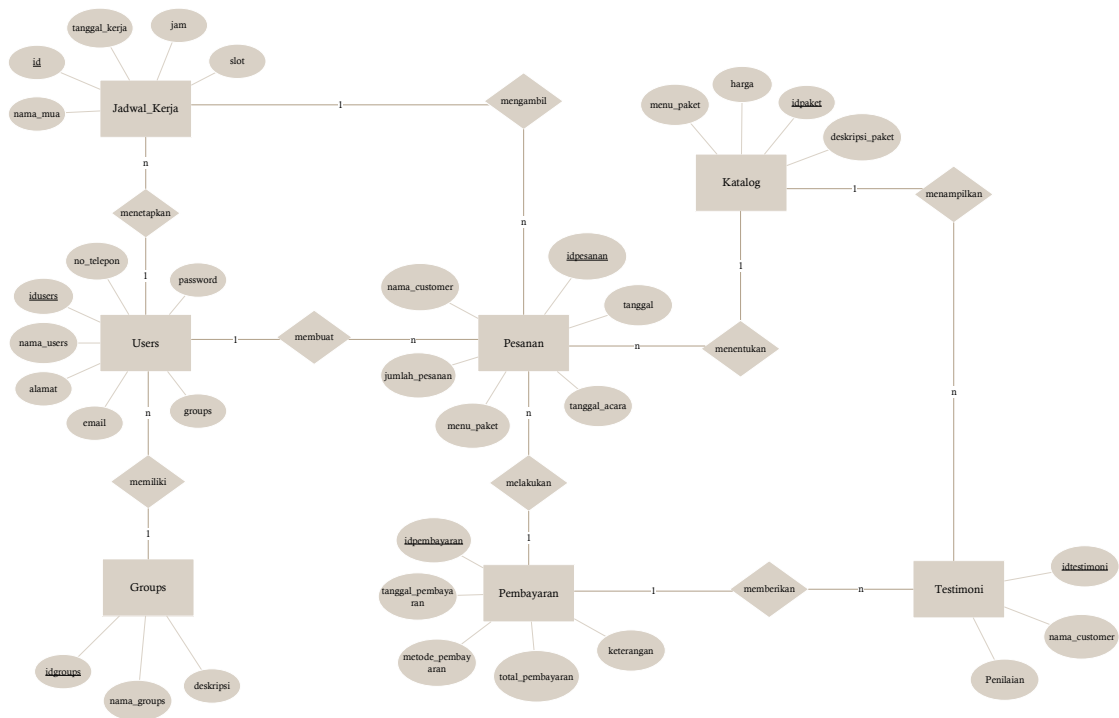 tanggal_kerja
jam
id
slot
nama_mua
Jadwal_Kerja
1
mengambil
n
menetapkan
1
n
menu_paket
harga
idpaket
deskripsi_paket
Katalog
1
menampilkan
1
n
no_telepon
password
idusers
nama_users
alamat
email
groups
Users
1
membuat
n
nama_customer
idpesanan
tanggal
jumlah_pesanan
menu_paket
tanggal_acara
Pesanan
n
menentukan
n
memiliki
1
n
melakukan
1
Groups
idgroups
nama_groups
deskripsi
idpembayaran
tanggal_pembaya
ran
metode_pembay
aran
total_pembayaran
keterangan
Pembayaran
1
memberikan
n
Testimoni
idtestimoni
nama_customer
Penilaian